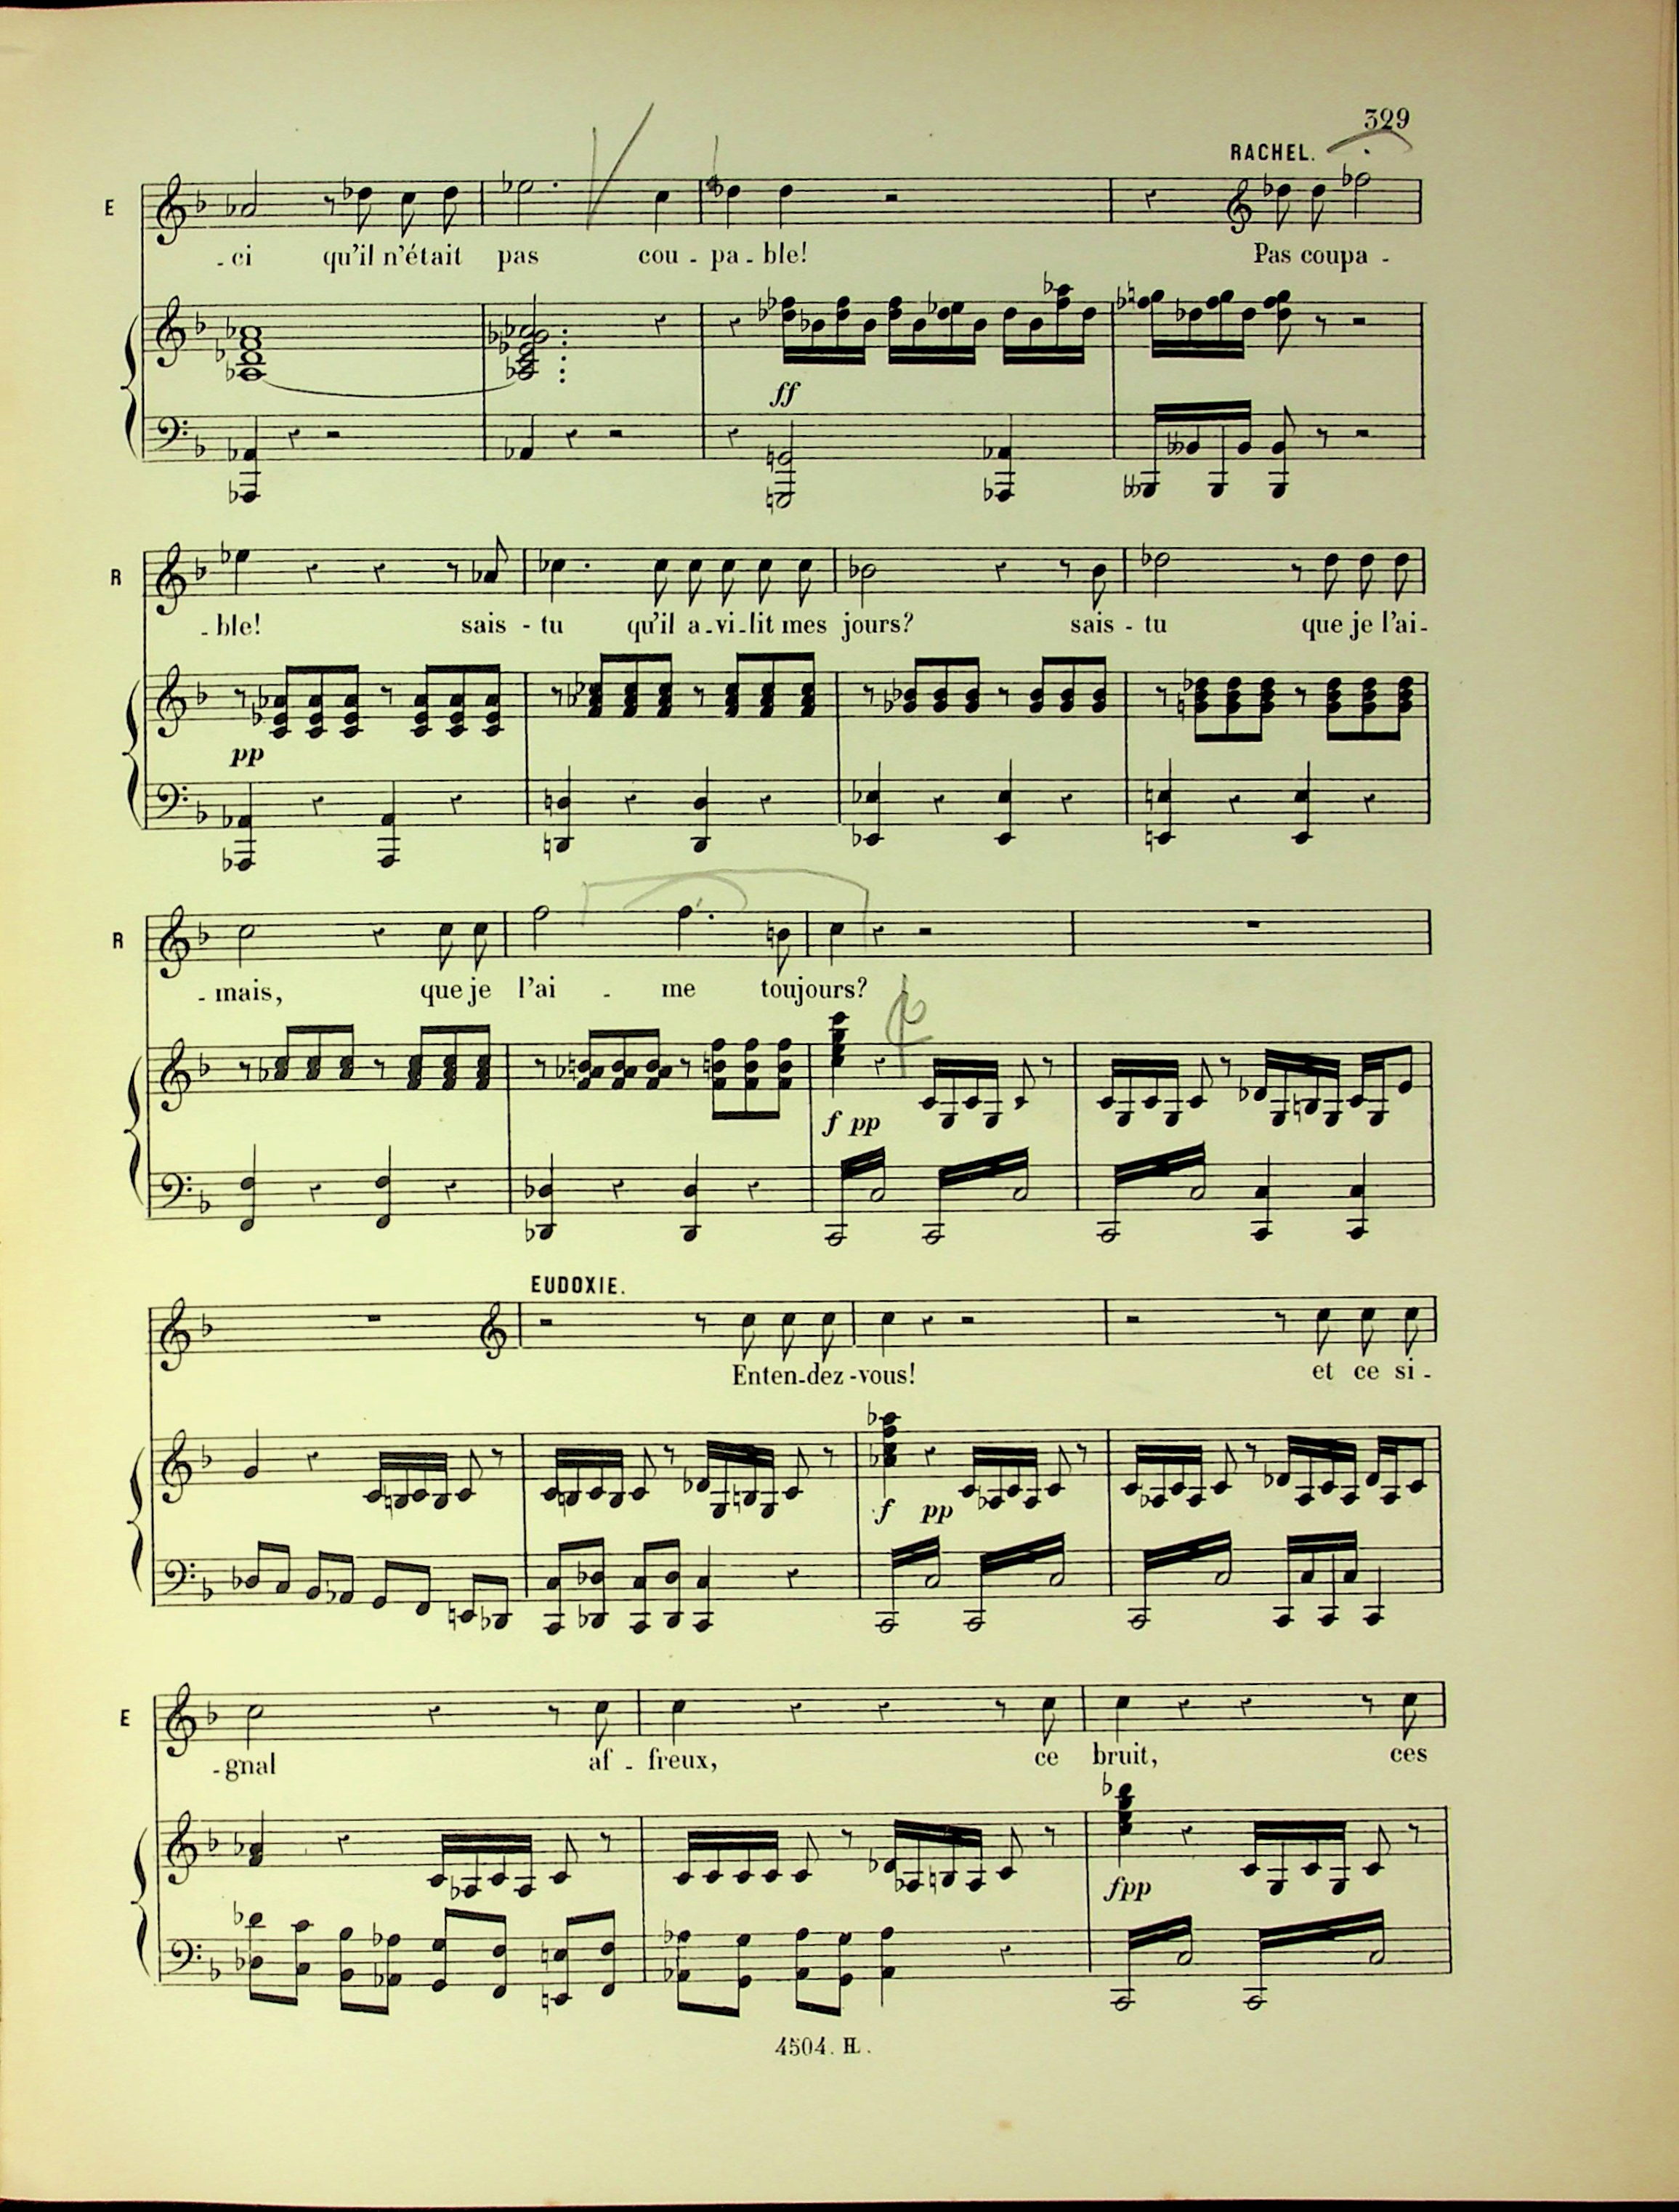 329
RACHEL.
E
- ci qu'il n'était pas cou - pa - ble! Pas coupa -
ff
R
- ble! sais - tu qu'il a - vi - lit mes jours? sais - tu que je l'ai -
pp
R
- mais, que je l'ai - me toujours?
f pp
EUDOXIE.
Enten - dez - vous! et ce si -
f pp
E
- gnal af - freux, ce bruit, ces
fpp
4504. H.